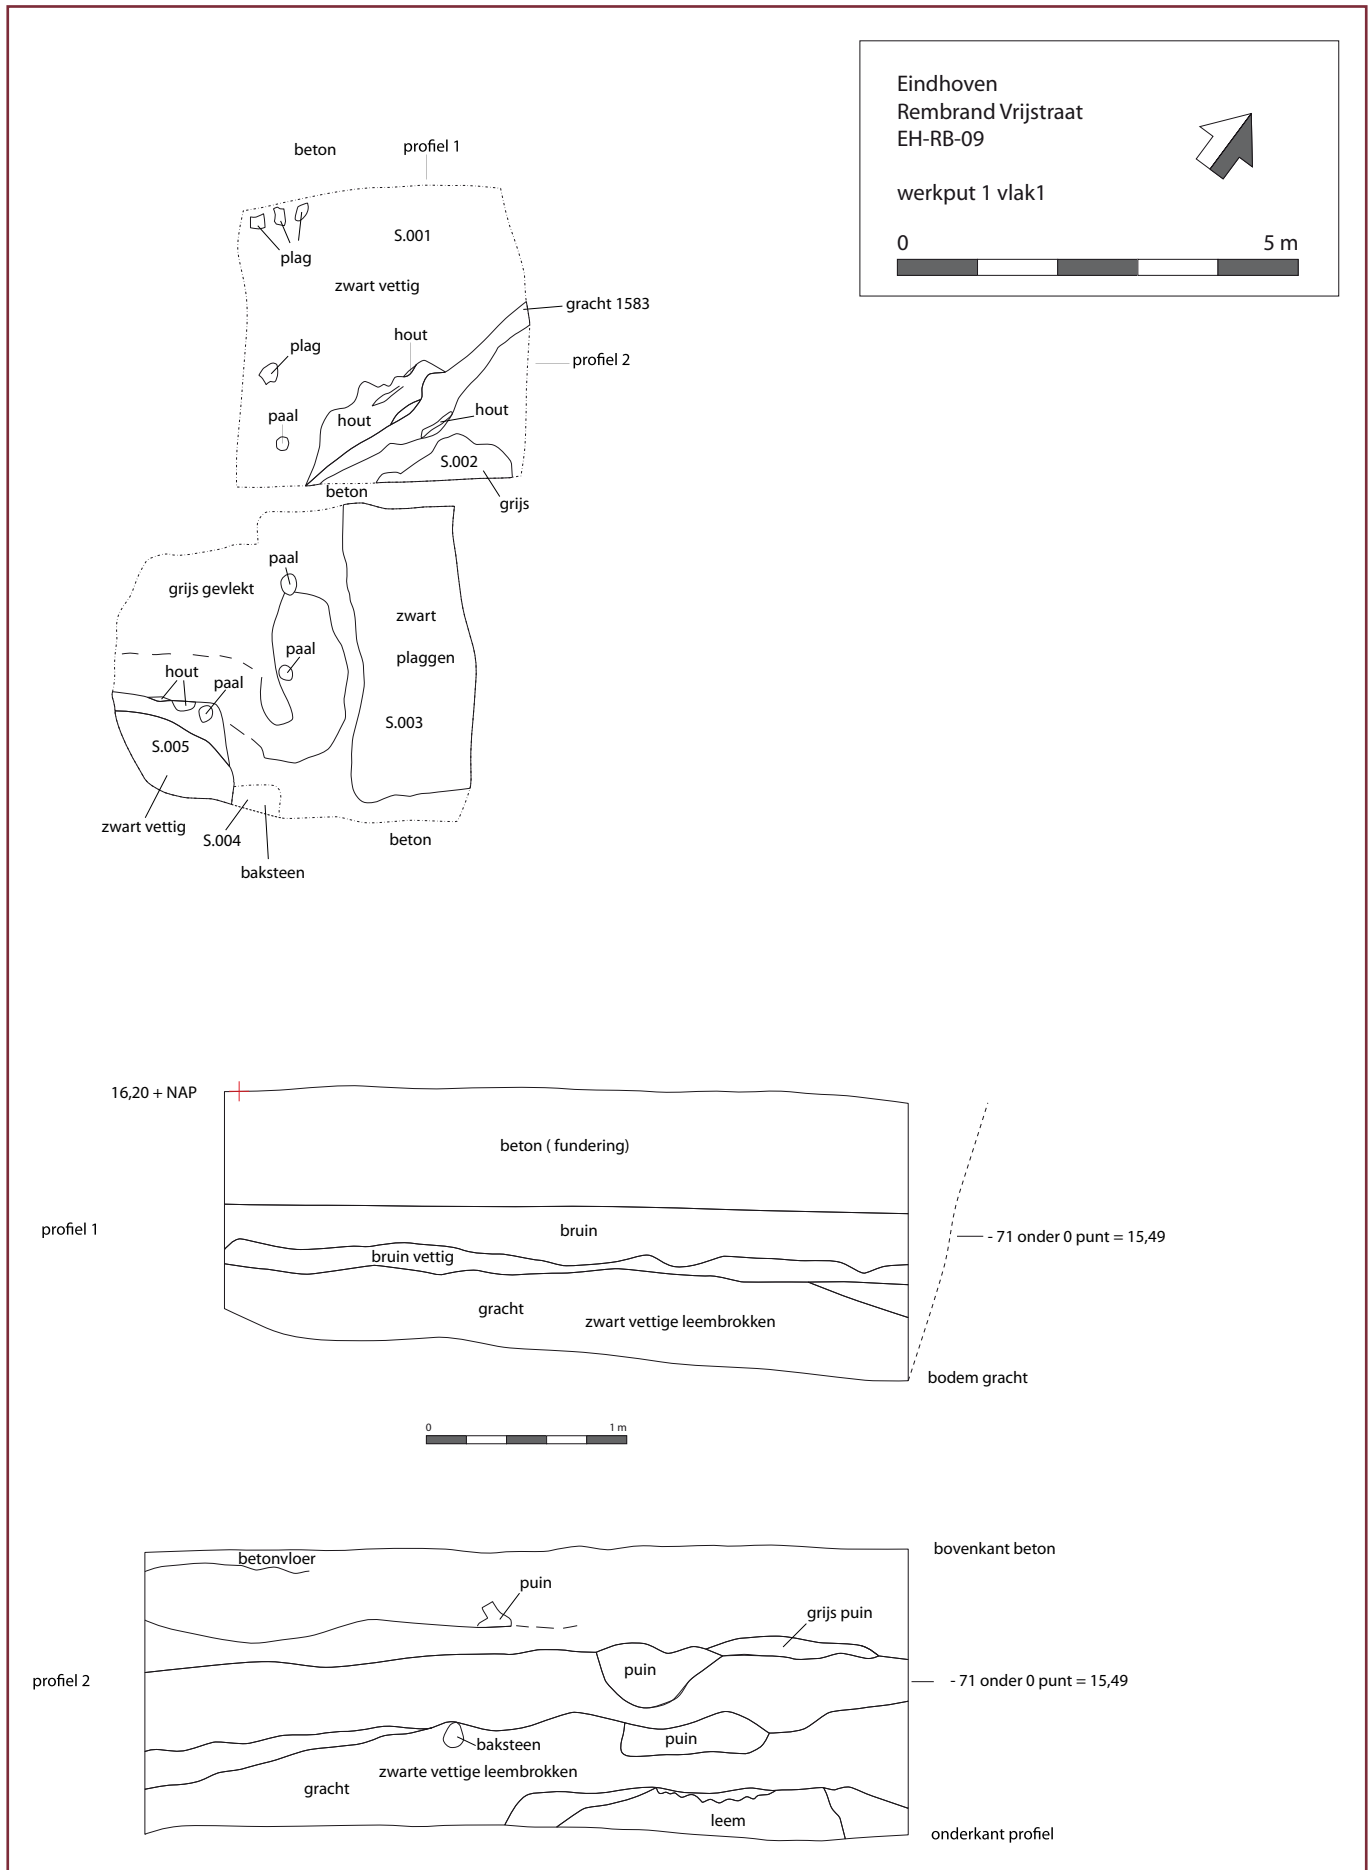 Eindhoven
Rembrand Vrijstraat
EH-RB-09
werkput 1 vlak1
0 5 m
beton
profiel 1
S.001
plag
zwart vettig
gracht 1583
hout
plag
profiel 2
paal
hout
hout
S.002
beton
grijs
paal
grijs gevlekt
zwart
paal
plaggen
hout
paal
S.003
S.005
zwart vettig
S.004
beton
baksteen
16,20 + NAP
beton ( fundering)
profiel 1
bruin
- 71 onder 0 punt = 15,49
bruin vettig
gracht
zwart vettige leembrokken
bodem gracht
0 1 m
bovenkant beton
betonvloer
puin
grijs puin
puin
profiel 2
- 71 onder 0 punt = 15,49
puin
baksteen
zwarte vettige leembrokken
gracht
leem
onderkant profiel